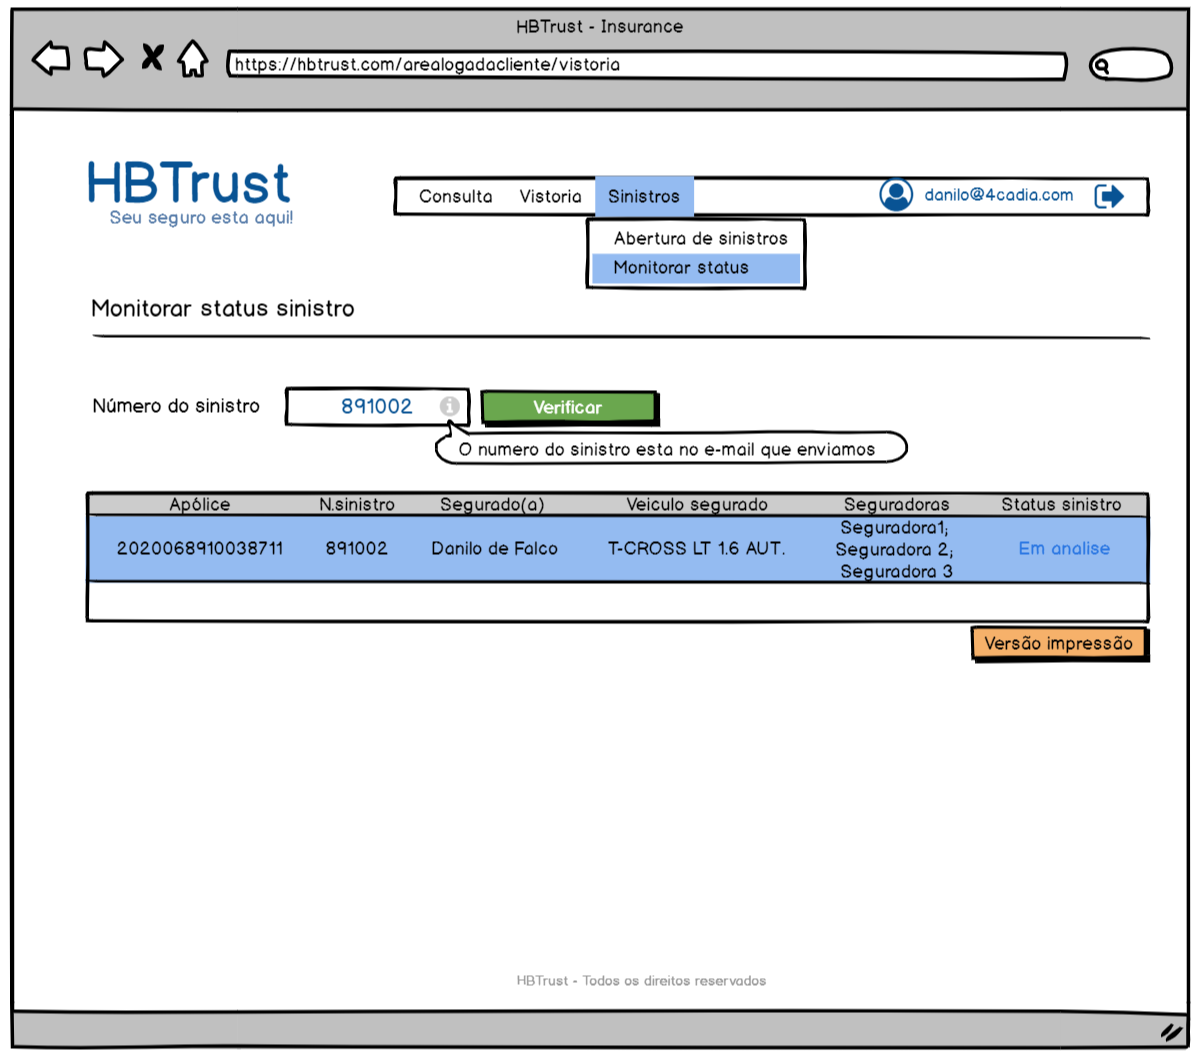 HBTrust - Insurance
https://hbtrust.com/arealogadacliente/vistoria
HBTrust
Seu seguro esta aqui!
Consulta Vistoria Sinistros danilo@4cadia.com
Abertura de sinistros
Monitorar status
Monitorar status sinistro
Número do sinistro 891002 i Verificar
O numero do sinistro esta no e-mail que enviamos
Apólice N.sinistro Segurado(a) Veiculo segurado Seguradoras Status sinistro
Seguradora1;
2020068910038711 891002 Danilo de Falco T-CROSS LT 1.6 AUT. Seguradora 2; Em analise
Seguradora 3
Versão impressão
HBTrust - Todos os direitos reservados